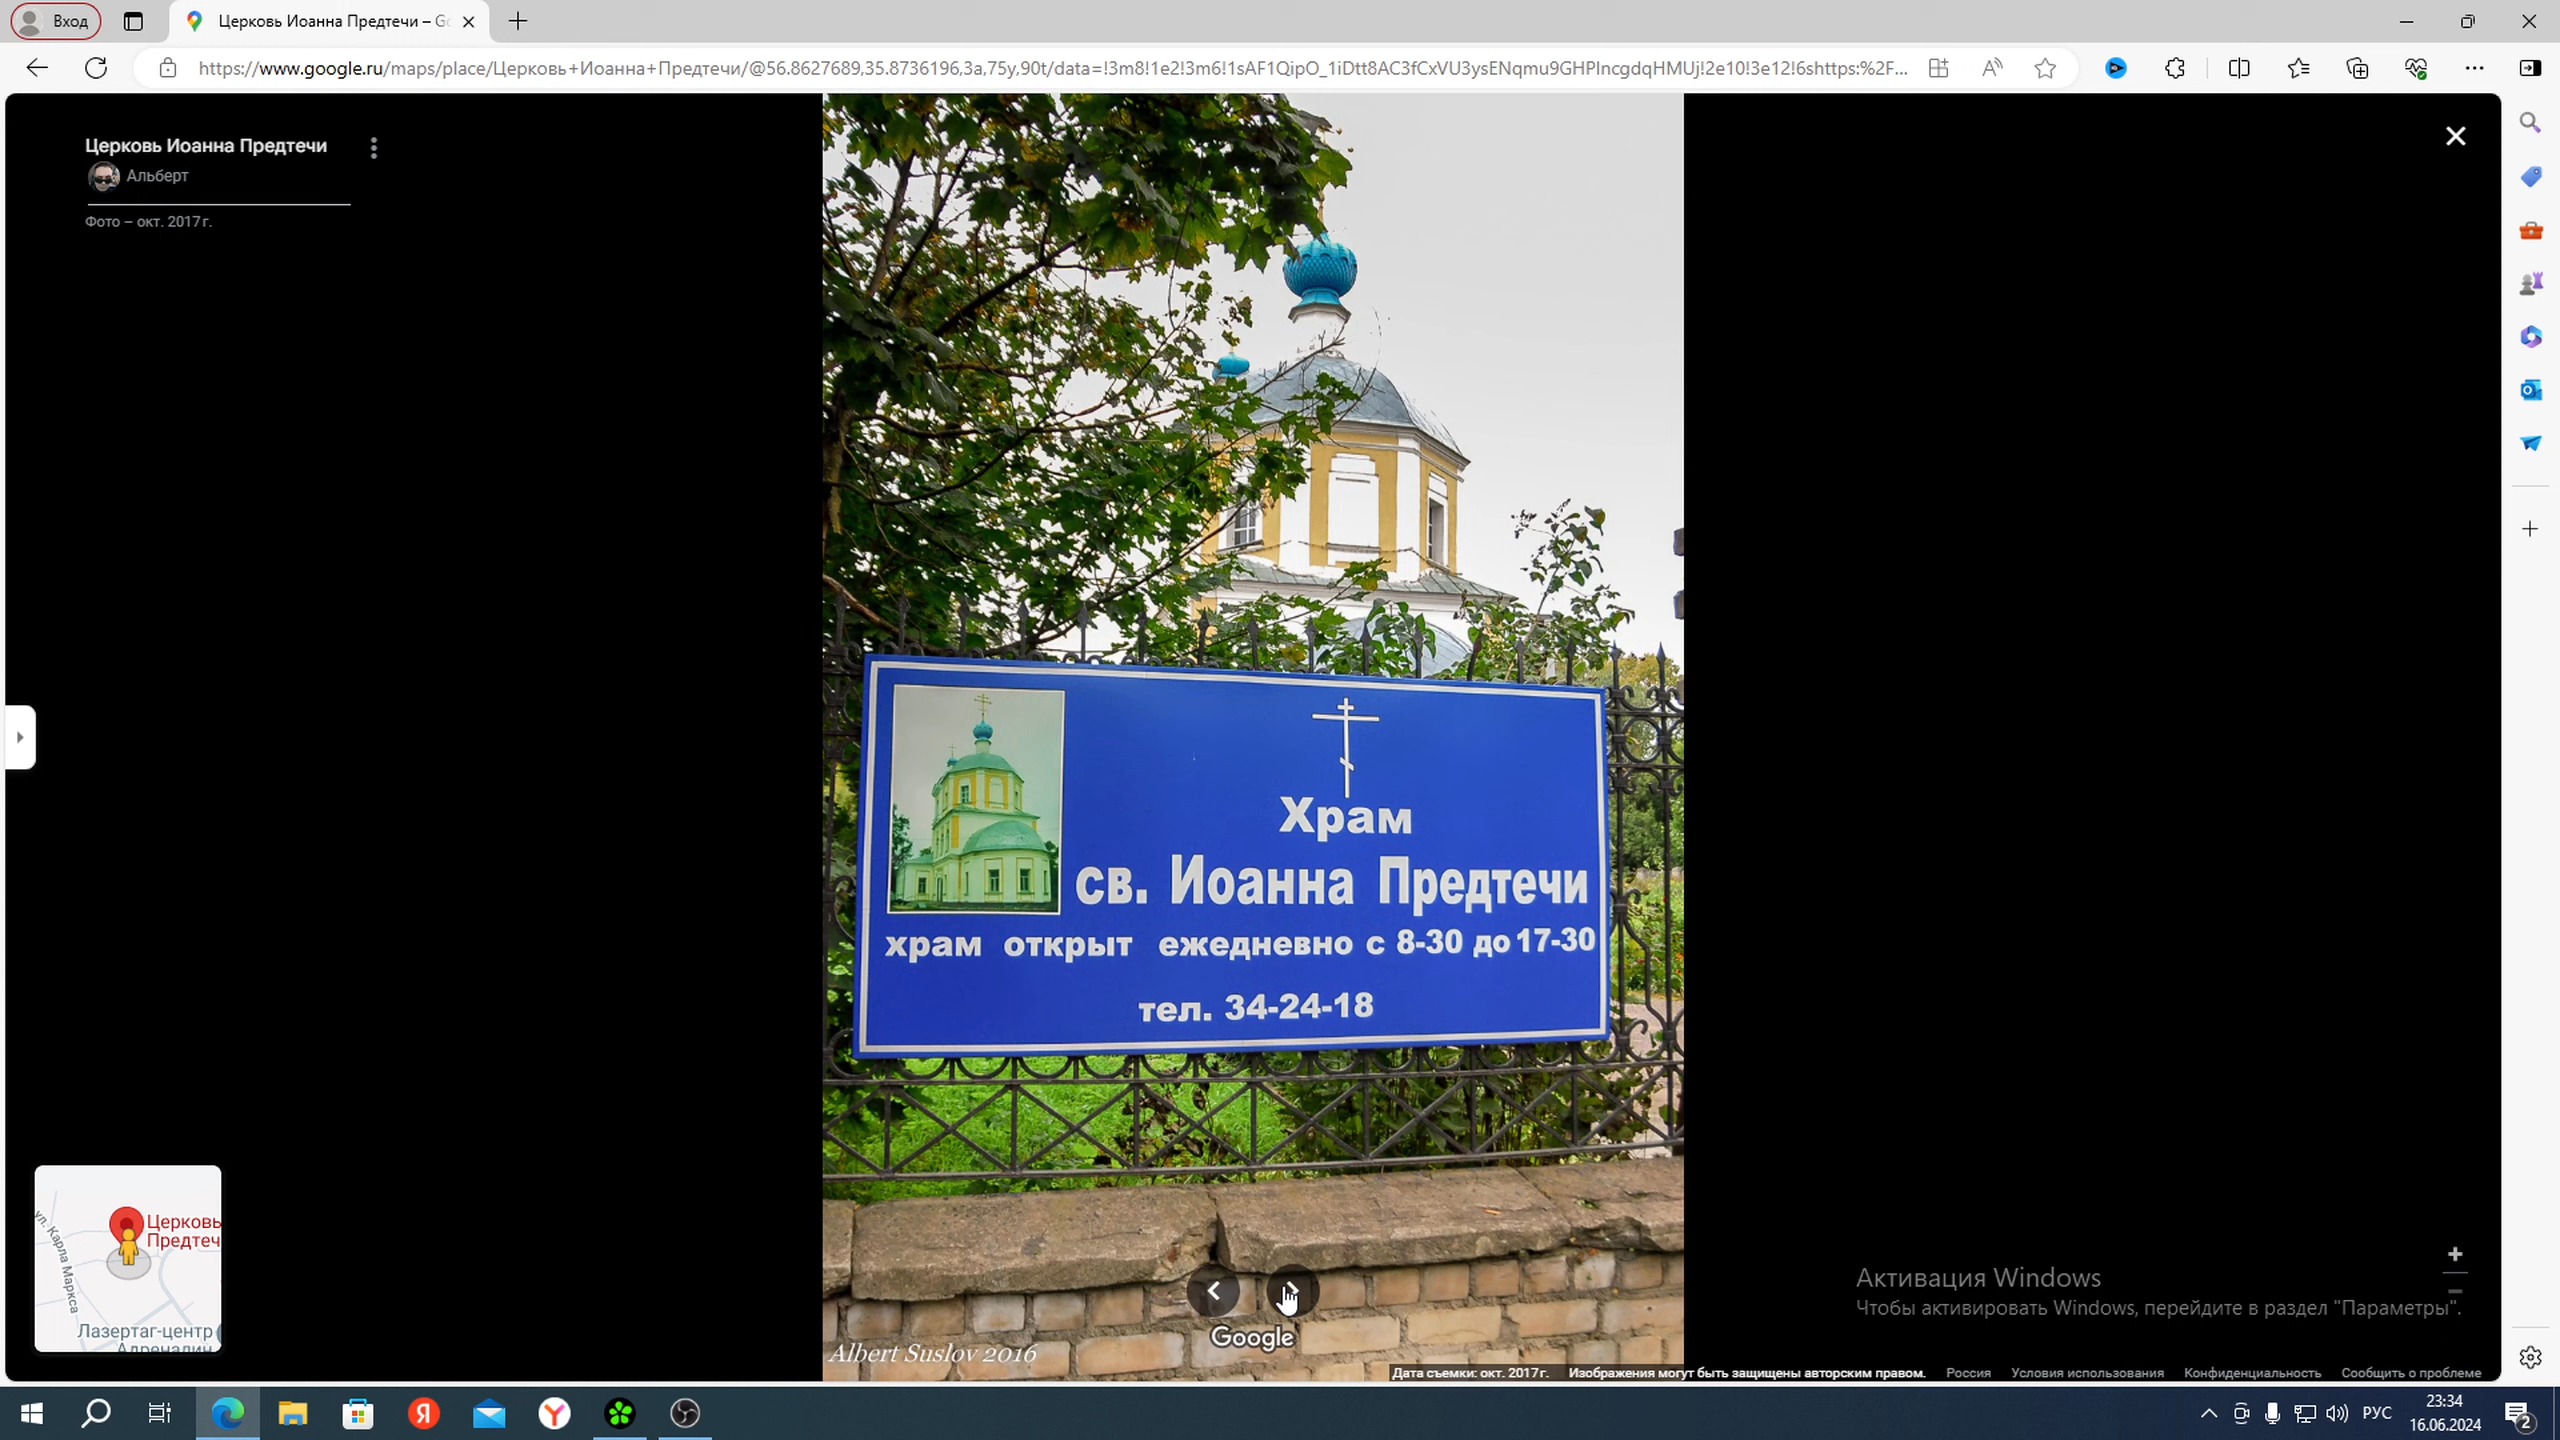 Вход
Церковь Иоанна Предтечи – Go
https://www.google.ru/maps/place/Церковь+Иоанна+Предтечи/@56.8627689,35.8736196,3a,75y,90t/data=!3m8!1e2!3m6!1sAF1QipO_1iDtt8AC3fCxVU3ysENqmu9GHPIncgdqHMUj!2e10!3e12!6shttps:%2F...
Церковь Иоанна Предтечи
Альберт
Фото – окт. 2017 г.
Храм
св. Иоанна Предтечи
храм открыт ежедневно с 8-30 до 17-30
тел. 34-24-18
ул. Карла Маркса
Церковь
Предтеч
Лазертаг-центр
Адреналин
Активация Windows
Чтобы активировать Windows, перейдите в раздел "Параметры".
Google
Albert Suslov 2016
Дата съемки: окт. 2017 г. Изображения могут быть защищены авторским правом. Россия Условия использования Конфиденциальность Сообщить о проблеме
РУС
23:34
16.06.2024
2